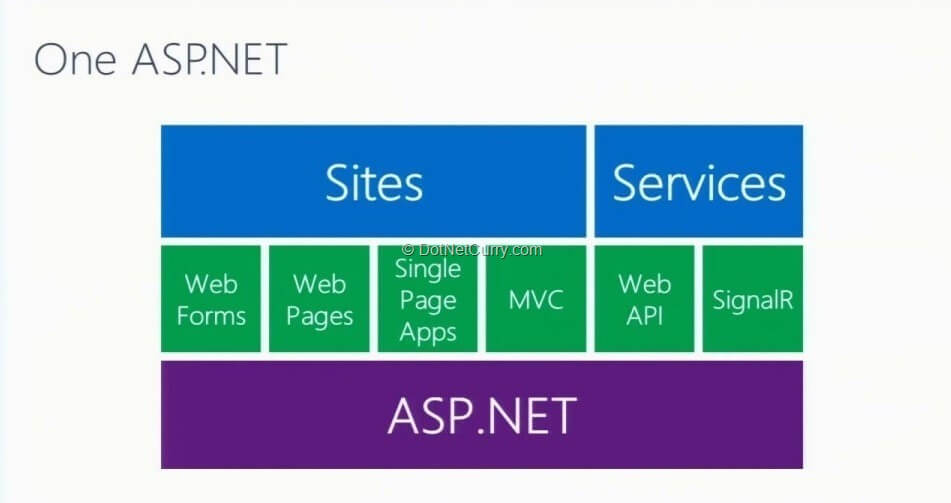 One ASP.NET
Sites
Services
© DotNetCurry.com
Web
Forms
Web
Pages
Single
Page
Apps
MVC
Web
API
SignalR
ASP.NET